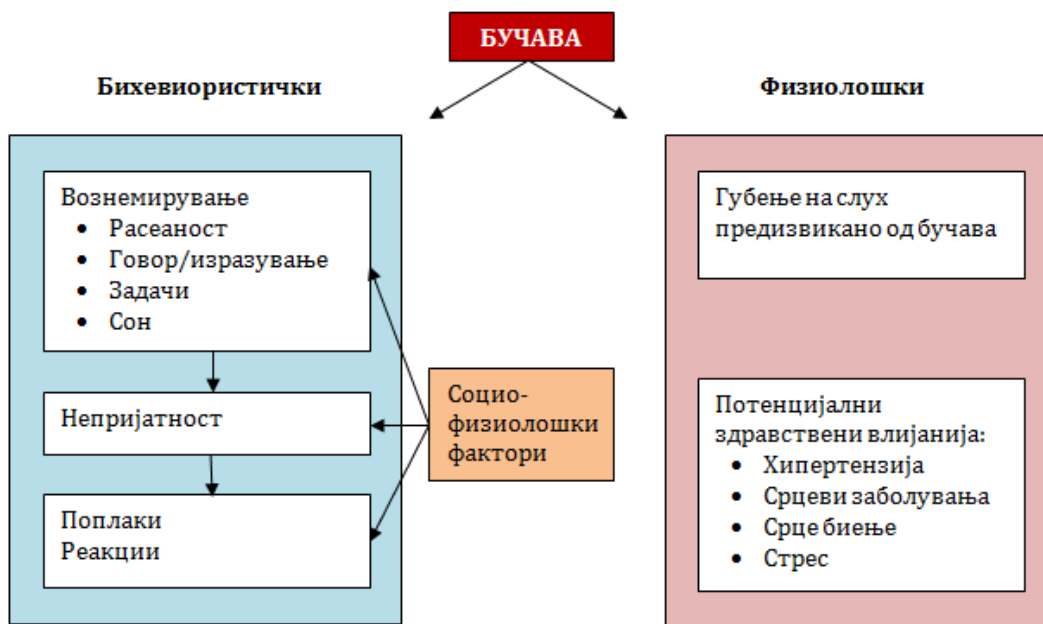 БУЧАВА
Бихевиористички
Физиолошки
Вознемирување
• Расеаност
• Говор/изразување
• Задачи
• Сон
Непријатност
Поплаки
Реакции
Социо-
физиолошки
фактори
Губење на слух
предизвикано од бучава
Потенцијални
здравствени влијанија:
• Хипертензија
• Срцеви заболувања
• Срце биење
• Стрес